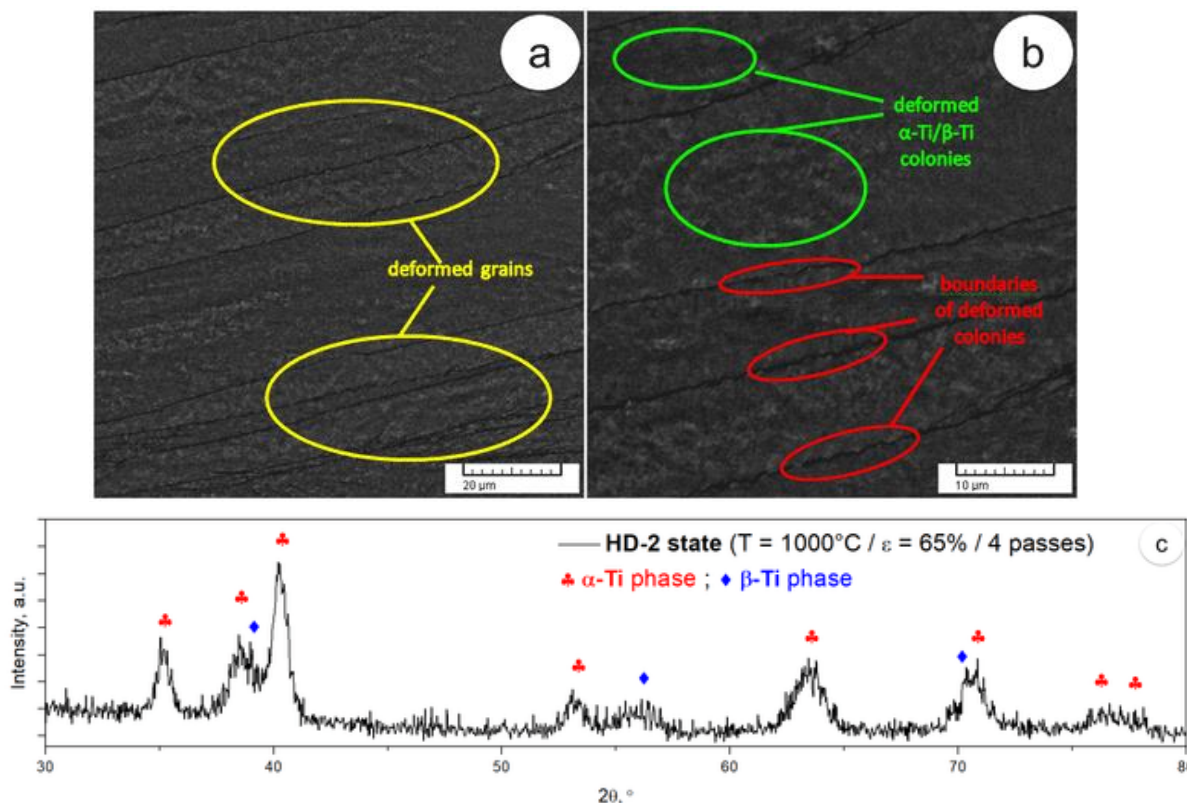 a
b
deformed
α-Ti/β-Ti
colonies
deformed grains
boundaries
of deformed
colonies
20 µm
10 µm
c
HD-2 state (T = 1000°C / ε = 65% / 4 passes)
♣ α-Ti phase ; ♦ β-Ti phase
Intensity, a.u.
30 40 50 60 70 80
2θ, °